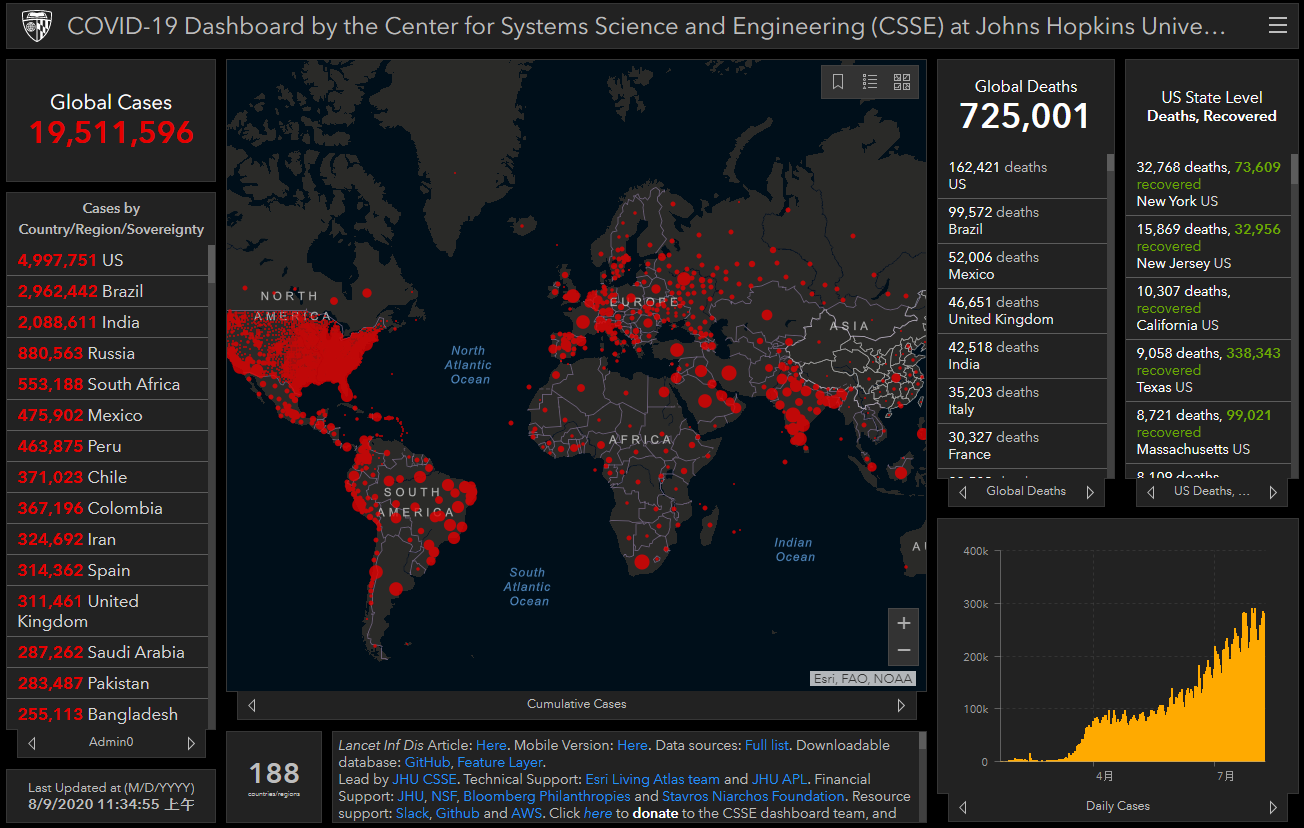 COVID-19 Dashboard by the Center for Systems Science and Engineering (CSSE) at Johns Hopkins Unive...
Global Cases
19,511,596
Cases by
Country/Region/Sovereignty
4,997,751 US
2,962,442 Brazil
2,088,611 India
880,563 Russia
553,188 South Africa
475,902 Mexico
463,875 Peru
371,023 Chile
367,196 Colombia
324,692 Iran
314,362 Spain
311,461 United
Kingdom
287,262 Saudi Arabia
283,487 Pakistan
255,113 Bangladesh
Admin0
Last Updated at (M/D/YYYY)
8/9/2020 11:34:55 上午
NORTH
AMERICA
EUROPE
ASIA
North
Atlantic
Ocean
AFRICA
SOUTH
AMERICA
Indian
Ocean
AU
South
Atlantic
Ocean
+
−
Esri, FAO, NOAA
Cumulative Cases
188
countries/regions
Lancet Inf Dis Article: Here. Mobile Version: Here. Data sources: Full list. Downloadable
database: GitHub, Feature Layer.
Lead by JHU CSSE. Technical Support: Esri Living Atlas team and JHU APL. Financial
Support: JHU, NSF, Bloomberg Philanthropies and Stavros Niarchos Foundation. Resource
support: Slack, Github and AWS. Click here to donate to the CSSE dashboard team, and
Global Deaths
725,001
162,421 deaths
US
99,572 deaths
Brazil
52,006 deaths
Mexico
46,651 deaths
United Kingdom
42,518 deaths
India
35,203 deaths
Italy
30,327 deaths
France
Global Deaths
US State Level
Deaths, Recovered
32,768 deaths, 73,609
recovered
New York US
15,869 deaths, 32,956
recovered
New Jersey US
10,307 deaths,
recovered
California US
9,058 deaths, 338,343
recovered
Texas US
8,721 deaths, 99,021
recovered
Massachusetts US
8,109 deaths,
US Deaths, ...
400k
300k
200k
100k
0
4月
7月
Daily Cases